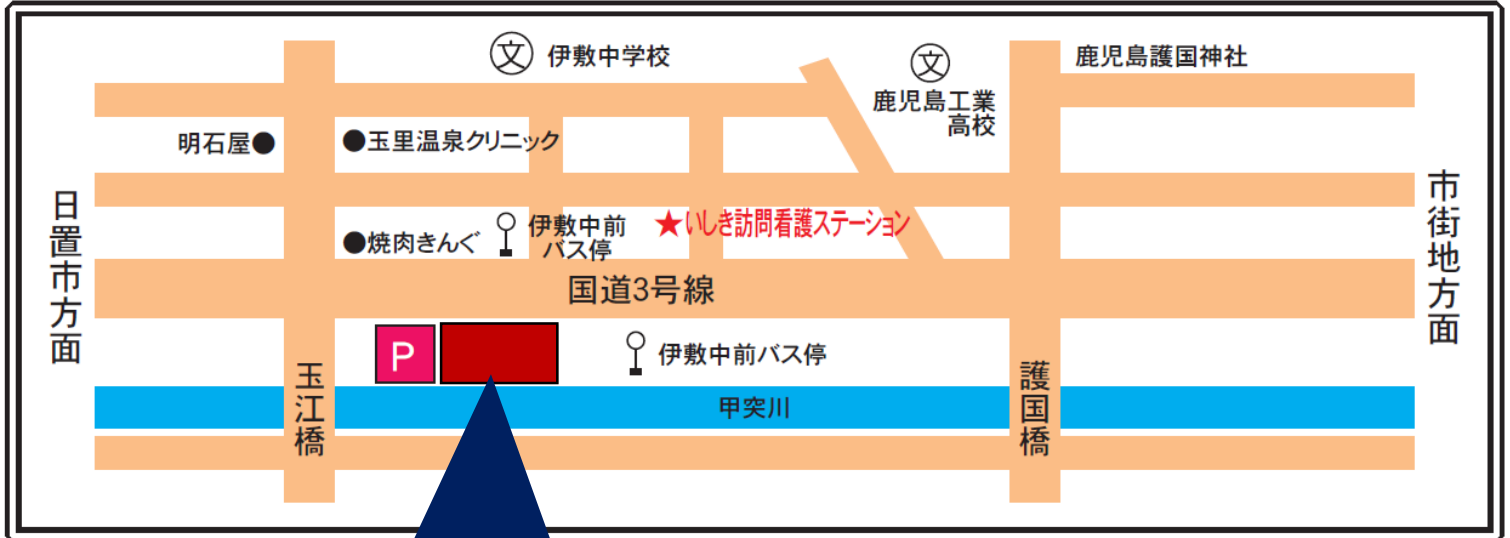 文 伊敷中学校
文
鹿児島工業
高校
鹿児島護国神社
明石屋●
●玉里温泉クリニック
日置市方面
市街地方面
●焼肉きんぐ
伊敷中前
バス停
★いしき訪問看護ステーション
国道3号線
P
伊敷中前バス停
玉江橋
護国橋
甲突川